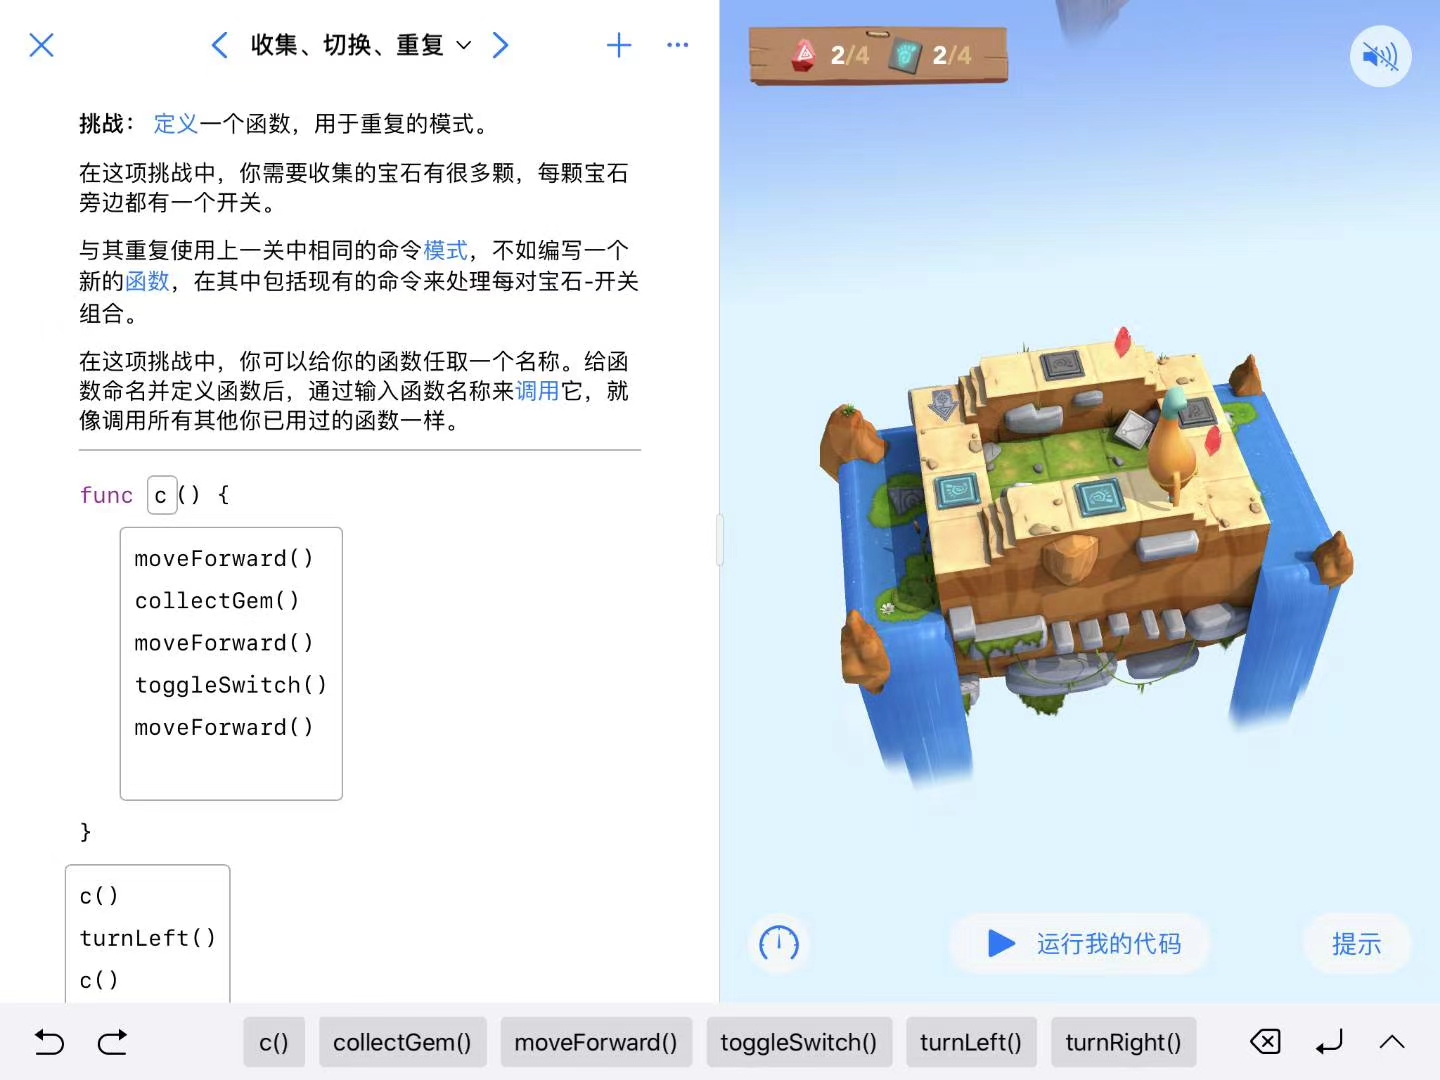 收集、切换、重复
挑战： 定义一个函数，用于重复的模式。
在这项挑战中，你需要收集的宝石有很多颗，每颗宝石
旁边都有一个开关。
与其重复使用上一关中相同的命令模式，不如编写一个
新的函数，在其中包括现有的命令来处理每对宝石-开关
组合。
在这项挑战中，你可以给你的函数任取一个名称。给函
数命名并定义函数后，通过输入函数名称来调用它，就
像调用所有其他你已用过的函数一样。
func c() {
moveForward()
collectGem()
moveForward()
toggleSwitch()
moveForward()
}
c()
turnLeft()
c()
2/4 2/4
运行我的代码
提示
c() collectGem() moveForward() toggleSwitch() turnLeft() turnRight()